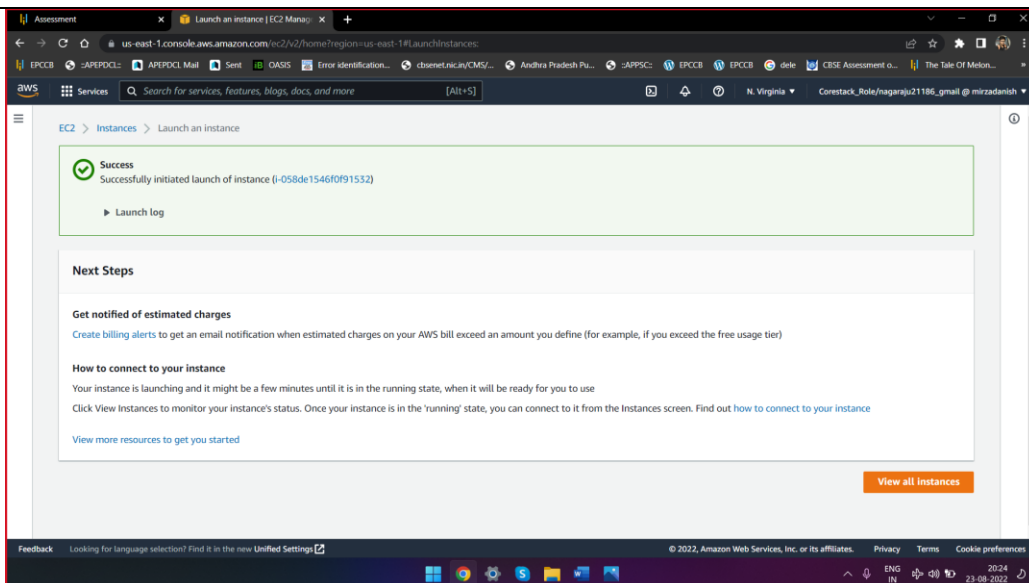 Assessment
Launch an instance | EC2 Manag
us-east-1.console.aws.amazon.com/ec2/v2/home?region=us-east-1#LaunchInstances:
EPCCB ::APEPDCL:: APEPDCL Mail Sent OASIS Error identification... cbsenet.nic.in/CMS/... Andhra Pradesh Pu... ::APPSC:: EPCCB EPCCB dele CBSE Assessment o... The Tale Of Melon... »
aws Services Search for services, features, blogs, docs, and more [Alt+S] N. Virginia ▼ Corestack_Role/nagaraju21186_gmail @ mirzadanish ▼
EC2 > Instances > Launch an instance
Success
Successfully initiated launch of instance (i-058de1546f0f91532)
▶ Launch log
Next Steps
Get notified of estimated charges
Create billing alerts to get an email notification when estimated charges on your AWS bill exceed an amount you define (for example, if you exceed the free usage tier)
How to connect to your instance
Your instance is launching and it might be a few minutes until it is in the running state, when it will be ready for you to use
Click View Instances to monitor your instance's status. Once your instance is in the 'running' state, you can connect to it from the Instances screen. Find out how to connect to your instance
View more resources to get you started
View all instances
Feedback Looking for language selection? Find it in the new Unified Settings © 2022, Amazon Web Services, Inc. or its affiliates. Privacy Terms Cookie preferences
ENG
IN
20:24
23-08-2022